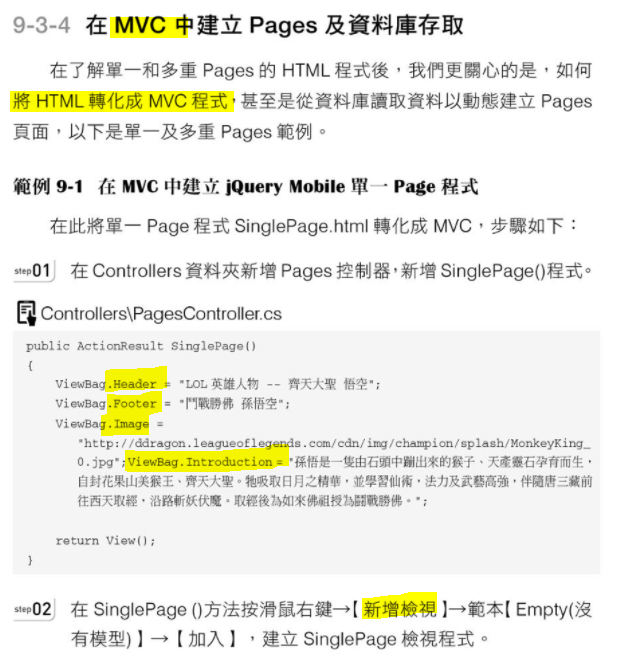 9-3-4 在 MVC 中建立 Pages 及資料庫存取
在了解單一和多重 Pages 的 HTML 程式後，我們更關心的是，如何
將 HTML 轉化成 MVC 程式，甚至是從資料庫讀取資料以動態建立 Pages
頁面，以下是單一及多重 Pages 範例。
範例 9-1 在 MVC 中建立 jQuery Mobile 單一 Page 程式
在此將單一 Page 程式 SinglePage.html 轉化成 MVC，步驟如下：
step01 在 Controllers 資料夾新增 Pages 控制器，新增 SinglePage()程式。
Controllers\PagesController.cs
public ActionResult SinglePage()
{
ViewBag.Header = "LOL 英雄人物 -- 齊天大聖 悟空";
ViewBag.Footer = "鬥戰勝佛 孫悟空";
ViewBag.Image =
"http://ddragon.leagueoflegends.com/cdn/img/champion/splash/MonkeyKing_
0.jpg";ViewBag.Introduction = "孫悟是一隻由石頭中蹦出來的猴子、天產靈石孕育而生，
自封花果山美猴王、齊天大聖。牠吸取日月之精華，並學習仙術，法力及武藝高強，伴隨唐三藏前
往西天取經，沿路斬妖伏魔。取經後為如來佛祖授為鬪戰勝佛。";
return View();
}
step02 在 SinglePage ()方法按滑鼠右鍵→【新增檢視】→範本【Empty(沒
有模型)】→【加入】，建立 SinglePage 檢視程式。